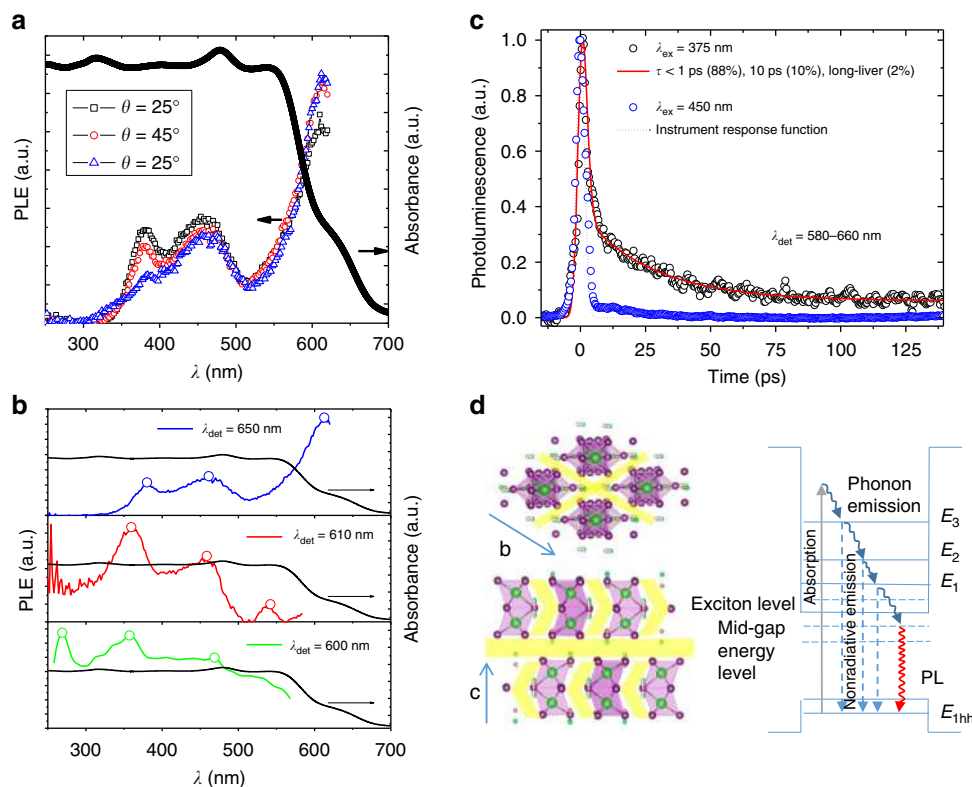 a
PLE (a.u.)
Absorbance (a.u.)
θ = 25°
θ = 45°
θ = 25°
300 400 500 600 700
λ (nm)
b
λdet = 650 nm
λdet = 610 nm
λdet = 600 nm
PLE (a.u.)
Absorbance (a.u.)
300 400 500 600 700
λ (nm)
c
Photoluminescence (a.u.)
1.0
0.8
0.6
0.4
0.2
0.0
λex = 375 nm
τ < 1 ps (88%), 10 ps (10%), long-liver (2%)
λex = 450 nm
Instrument response function
λdet = 580–660 nm
0 25 50 75 100 125
Time (ps)
d
b
c
Exciton level
Mid-gap
energy
level
Absorption
Nonradiative emission
Phonon
emission
E3
E2
E1
PL
E1hh